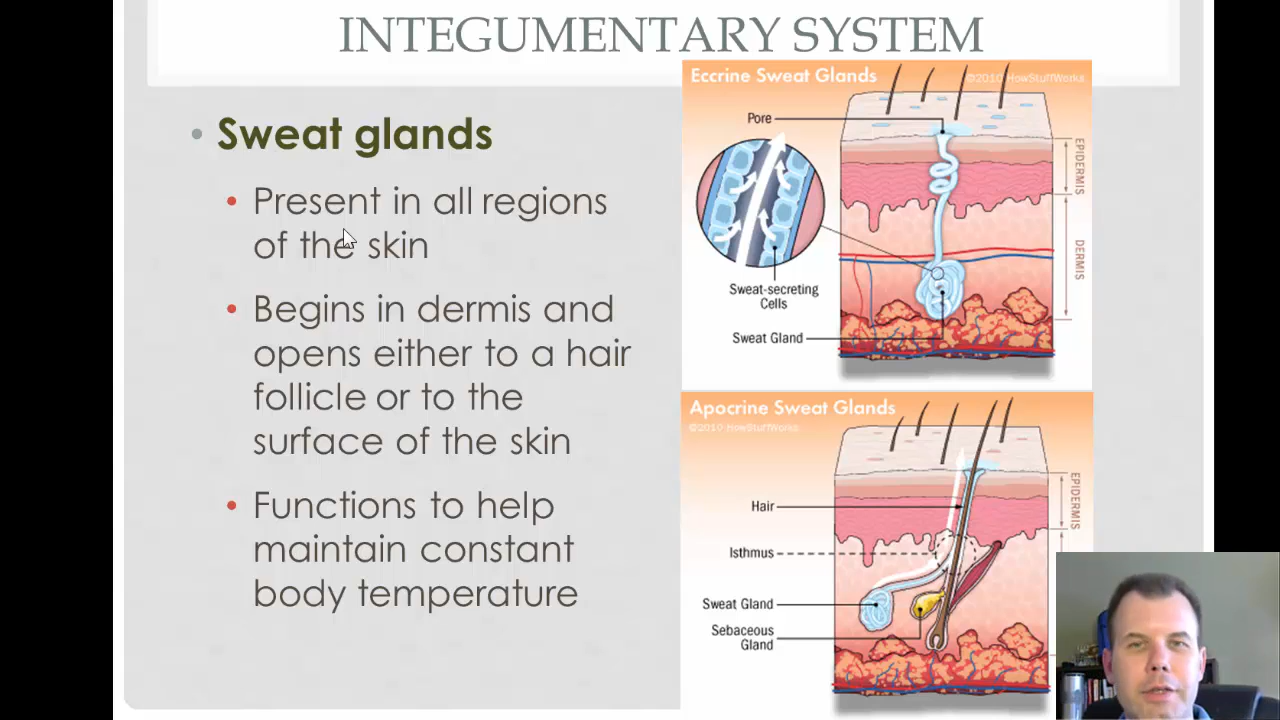 INTEGUMENTARY SYSTEM
• Sweat glands
• Present in all regions
of the skin
• Begins in dermis and
opens either to a hair
follicle or to the
surface of the skin
• Functions to help
maintain constant
body temperature
Eccrine Sweat Glands
©2010 HowStuffWorks
Pore
EPIDERMIS
DERMIS
Sweat-secreting
Cells
Sweat Gland
Apocrine Sweat Glands
©2010 HowStuffWorks
Hair
EPIDERMIS
Isthmus
Sweat Gland
Sebaceous
Gland